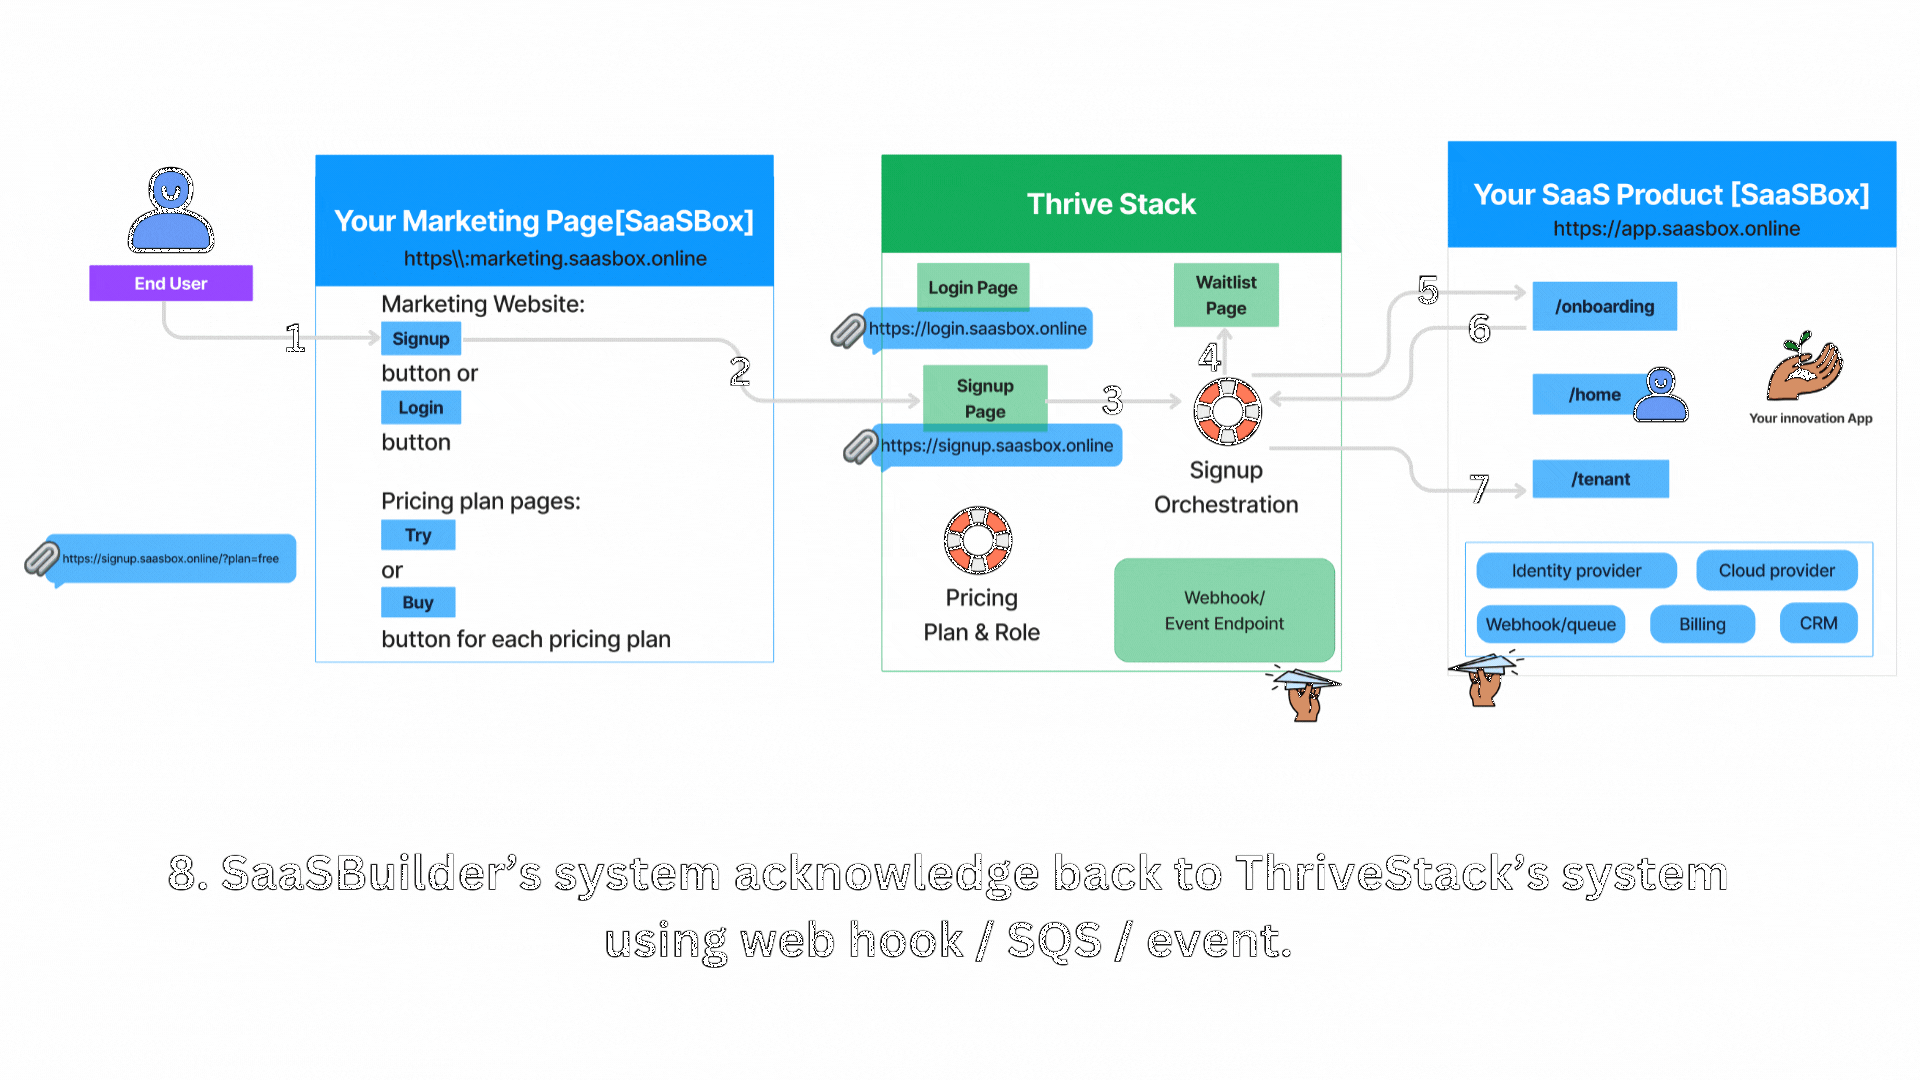 End User
1
https://signup.saasbox.online/?plan=free
Your Marketing Page[SaaSBox]
https\\:marketing.saasbox.online
Marketing Website:
Signup
button or
Login
button
Pricing plan pages:
Try
or
Buy
button for each pricing plan
2
Thrive Stack
Login Page
https://login.saasbox.online
Signup
Page
https://signup.saasbox.online
3
Waitlist
Page
4
Signup
Orchestration
Pricing
Plan & Role
Webhook/
Event Endpoint
5
6
7
Your SaaS Product [SaaSBox]
https://app.saasbox.online
/onboarding
/home
Your innovation App
/tenant
Identity provider
Cloud provider
Webhook/queue
Billing
CRM
8. SaaSBuilder’s system acknowledge back to ThriveStack’s system
using web hook / SQS / event.